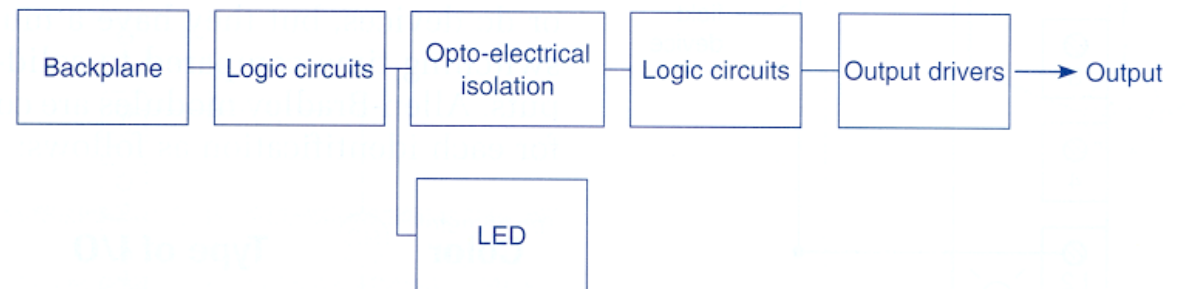 Backplane
Logic circuits
Opto-electrical
isolation
Logic circuits
Output drivers
Output
LED